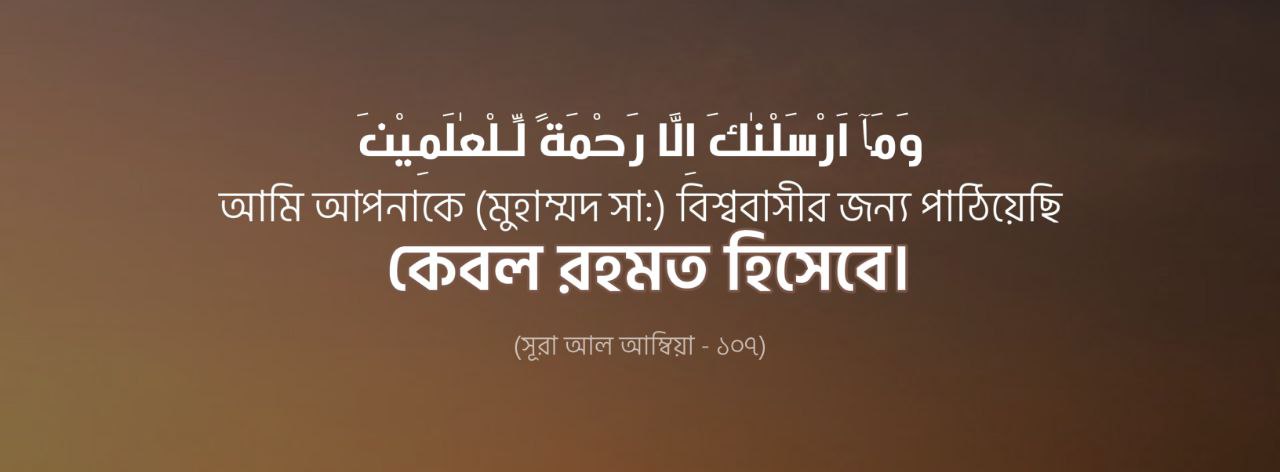 وَمَاۤ اَرْسَلْنٰكَ اِلَّا رَحْمَةً لِّلْعٰلَمِيْنَ
আমি আপনাকে (মুহাম্মদ সা:) বিশ্ববাসীর জন্য পাঠিয়েছি
কেবল রহমত হিসেবে।
(সূরা আল আম্বিয়া - ১০৭)